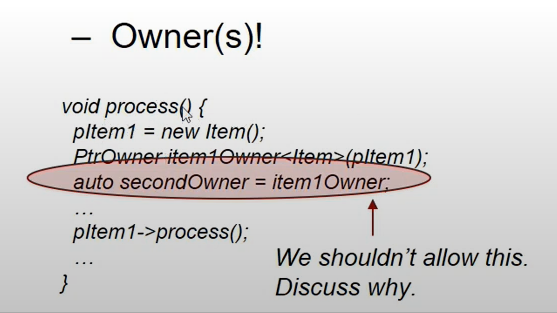 – Owner(s)!
void process() {
pItem1 = new Item();
PtrOwner item1Owner<Item>(pItem1);
auto secondOwner = item1Owner;
...
pItem1->process();
...
}
We shouldn't allow this.
Discuss why.